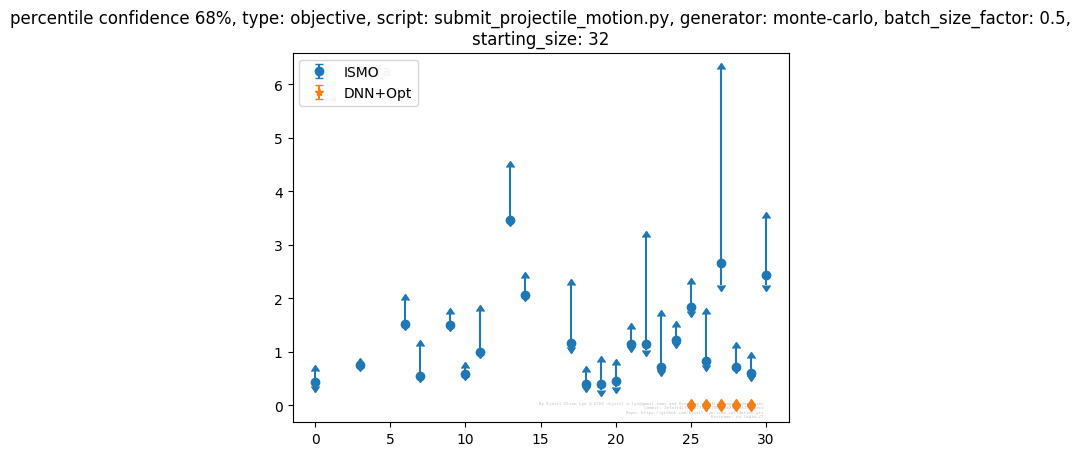 percentile confidence 68%, type: objective, script: submit_projectile_motion.py, generator: monte-carlo, batch_size_factor: 0.5,
starting_size: 32
ISMO
DNN+Opt
6
5
4
3
2
1
0
0 5 10 15 20 25 30